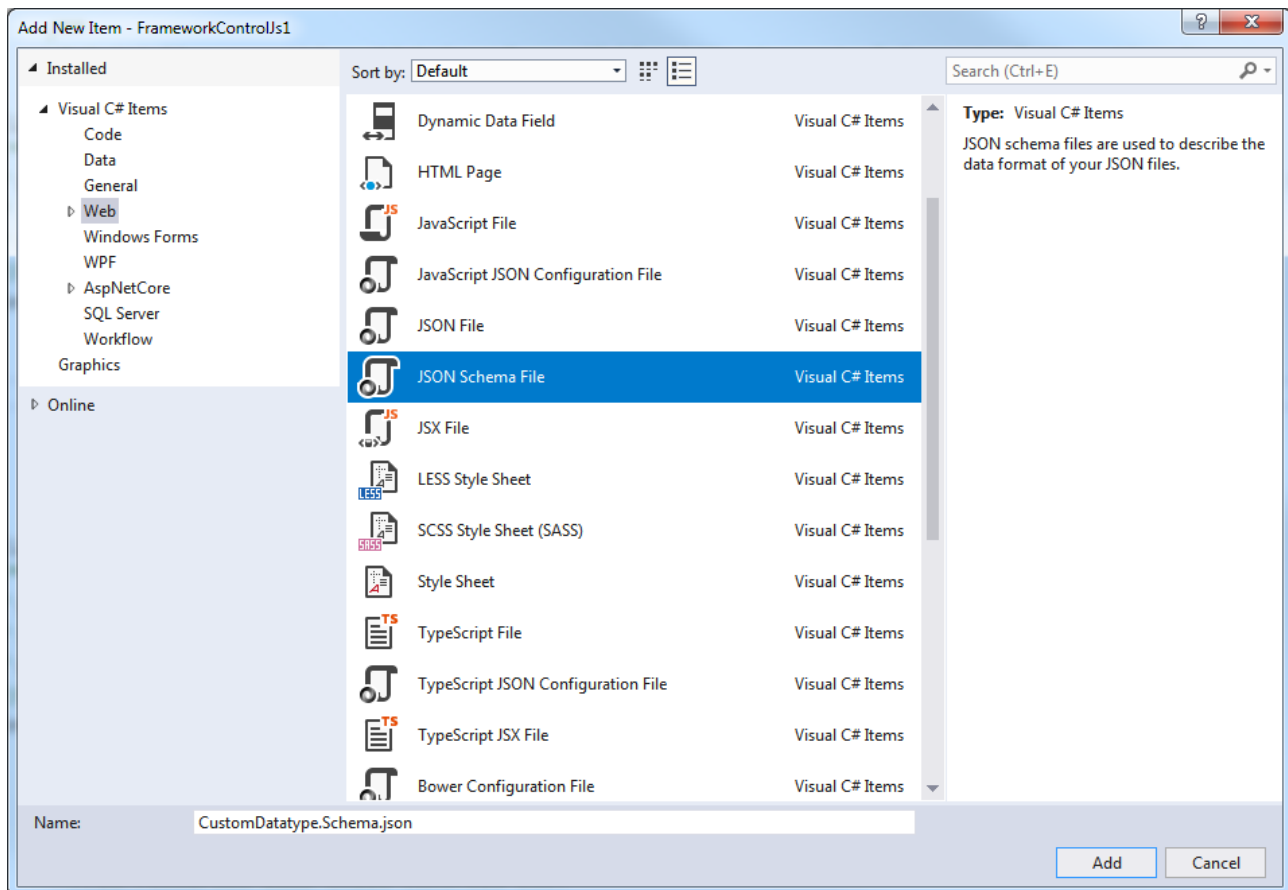 Add New Item - FrameworkControlJs1
Installed
Sort by: Default
Search (Ctrl+E)
Visual C# Items
Code
Data
General
Web
Windows Forms
WPF
AspNetCore
SQL Server
Workflow
Graphics
Online
Dynamic Data Field Visual C# Items
HTML Page Visual C# Items
JS
JavaScript File Visual C# Items
JavaScript JSON Configuration File Visual C# Items
JSON File Visual C# Items
JSON Schema File Visual C# Items
JS
JSX File Visual C# Items
LESS
LESS Style Sheet Visual C# Items
SASS
SCSS Style Sheet (SASS) Visual C# Items
Style Sheet Visual C# Items
TS
TypeScript File Visual C# Items
TypeScript JSON Configuration File Visual C# Items
TS
TypeScript JSX File Visual C# Items
Bower Configuration File Visual C# Items
Type: Visual C# Items
JSON schema files are used to describe the
data format of your JSON files.
Name: CustomDatatype.Schema.json
Add Cancel